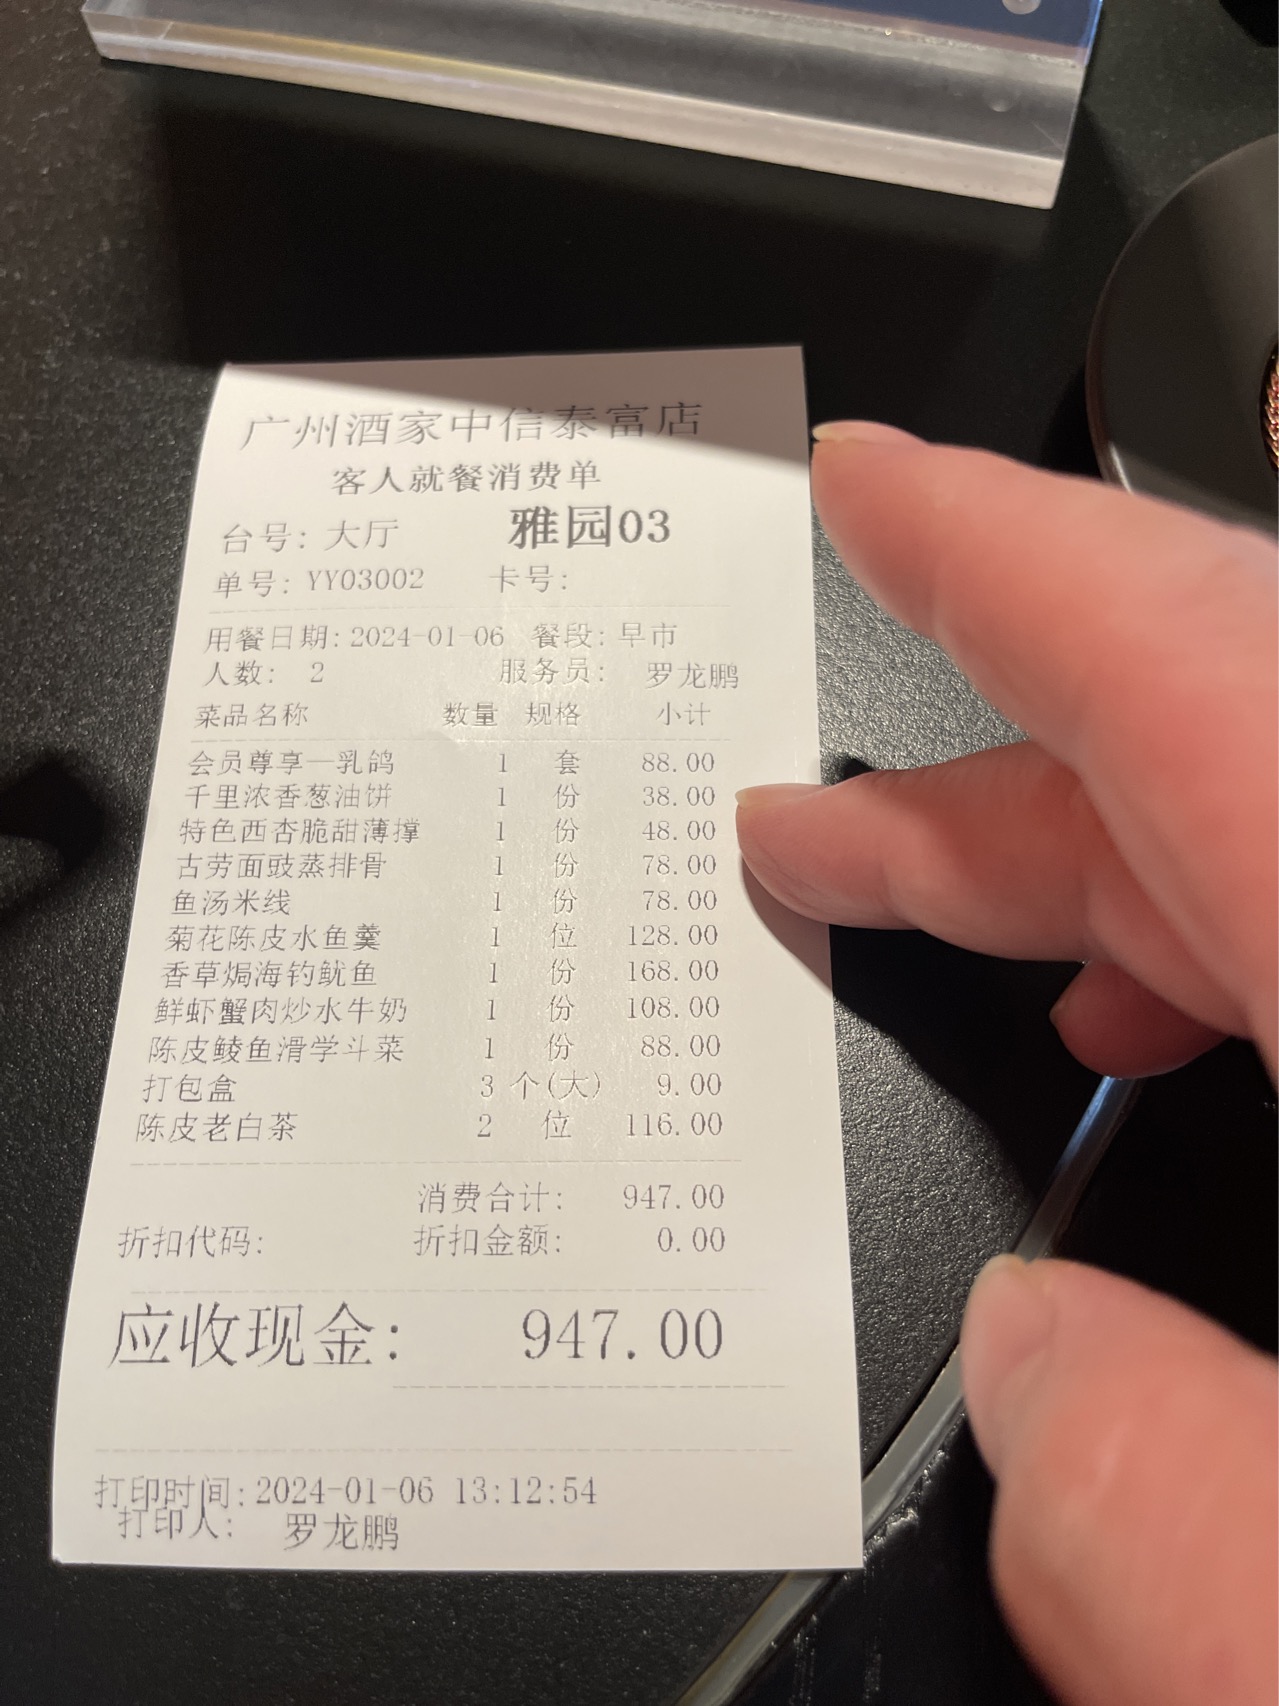 广州酒家中信泰富店
客人就餐消费单
台号: 大厅 雅园03
单号: YY03002 卡号:
用餐日期: 2024-01-06 餐段: 早市
人数: 2 服务员: 罗龙鹏
菜品名称 数量 规格 小计
会员尊享一乳鸽 1 套 88.00
千里浓香葱油饼 1 份 38.00
特色西杏脆甜薄撑 1 份 48.00
古劳面豉蒸排骨 1 份 78.00
鱼汤米线 1 份 78.00
菊花陈皮水鱼羹 1 位 128.00
香草焗海钓鱿鱼 1 份 168.00
鲜虾蟹肉炒水牛奶 1 份 108.00
陈皮鲮鱼滑学斗菜 1 份 88.00
打包盒 3 个(大) 9.00
陈皮老白茶 2 位 116.00
消费合计: 947.00
折扣代码: 折扣金额: 0.00
应收现金: 947.00
打印时间: 2024-01-06 13:12:54
打印人: 罗龙鹏